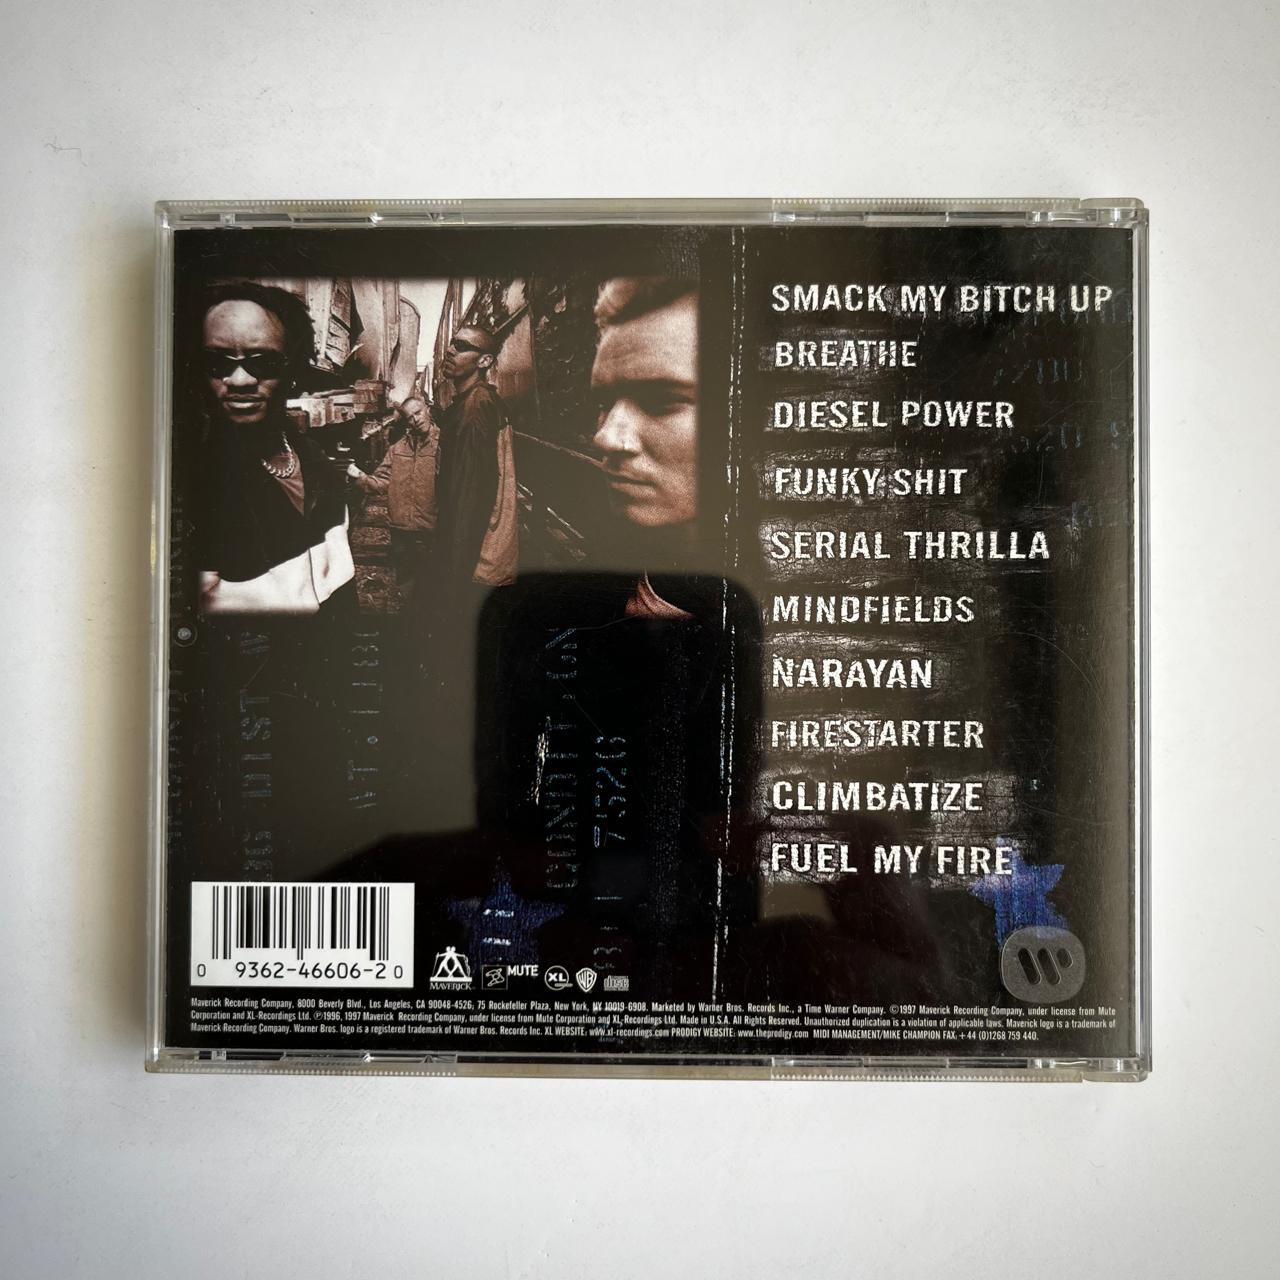 SMACK MY BITCH UP
BREATHE
DIESEL POWER
FUNKY SHIT
SERIAL THRILLA
MINDFIELDS
NARAYAN
FIRESTARTER
CLIMBATIZE
FUEL MY FIRE
CONDIT.
75026
0 9362-46606-2 0
MAVERICK
MUTE
XL
WB
disc
Maverick Recording Company, 8000 Beverly Blvd., Los Angeles, CA 90048-4526; 75 Rockefeller Plaza, New York, NY 10019-6908. Marketed by Warner Bros. Records Inc., a Time Warner Company. ©1997 Maverick Recording Company, under license from Mute
Corporation and XL-Recordings Ltd. ℗1996, 1997 Maverick Recording Company, under license from Mute Corporation and XL-Recordings Ltd. Made in U.S.A. All Rights Reserved. Unauthorized duplication is a violation of applicable laws. Maverick logo is a trademark of
Maverick Recording Company. Warner Bros. logo is a registered trademark of Warner Bros. Records Inc. XL WEBSITE: www.xl-recordings.com PRODIGY WEBSITE: www.theprodigy.com MIDI MANAGEMENT/MIKE CHAMPION FAX. +44 (0)1268 759 440.